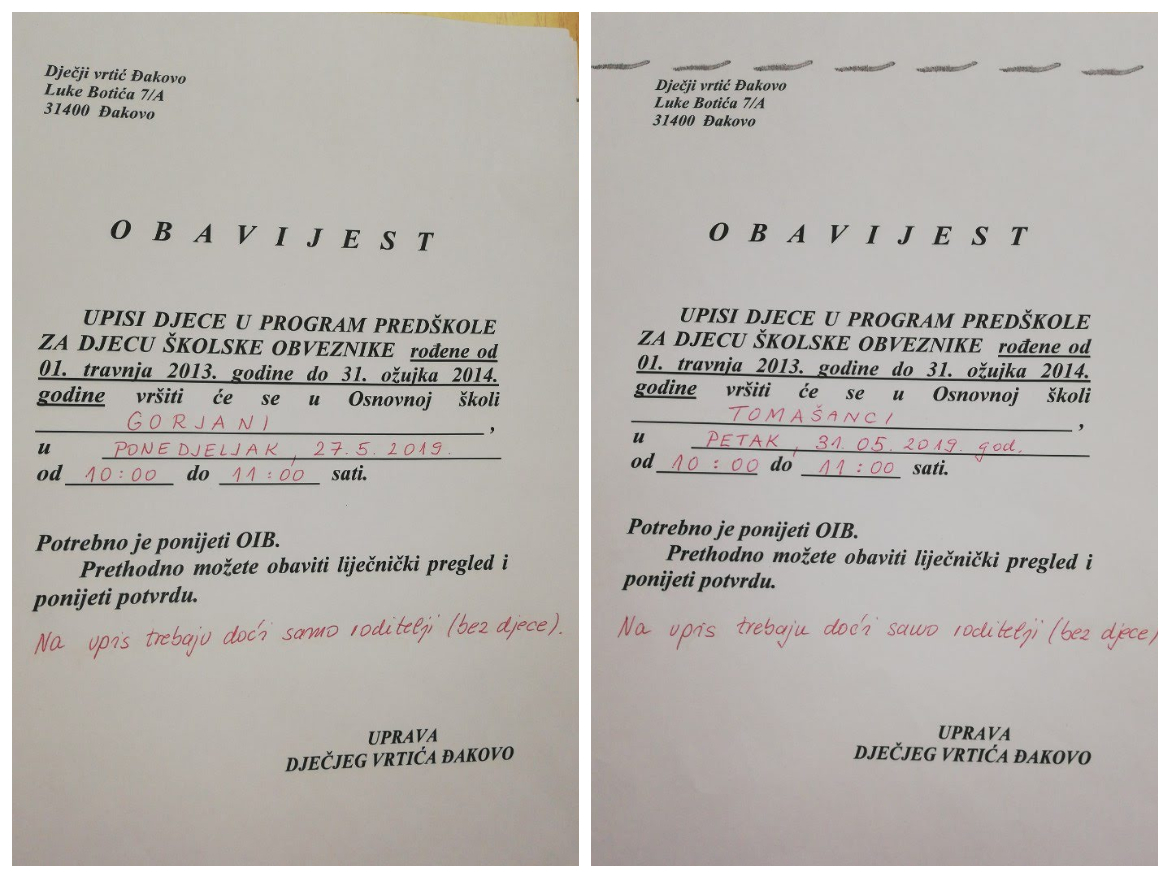 Dječji vrtić Đakovo
Luke Botića 7/A
31400 Đakovo
O B A V I J E S T
UPISI DJECE U PROGRAM PREDŠKOLE
ZA DJECU ŠKOLSKE OBVEZNIKE rođene od
01. travnja 2013. godine do 31. ožujka 2014.
godine vršiti će se u Osnovnoj školi
GORJANI ,
u PONEDJELJAK, 27.5.2019.
od 10:00 do 11:00 sati.
Potrebno je ponijeti OIB.
Prethodno možete obaviti liječnički pregled i
ponijeti potvrdu.
Na upis trebaju doći samo roditelji (bez djece).
UPRAVA
DJEČJEG VRTIĆA ĐAKOVO
Dječji vrtić Đakovo
Luke Botića 7/A
31400 Đakovo
O B A V I J E S T
UPISI DJECE U PROGRAM PREDŠKOLE
ZA DJECU ŠKOLSKE OBVEZNIKE rođene od
01. travnja 2013. godine do 31. ožujka 2014.
godine vršiti će se u Osnovnoj školi
TOMAŠANCI ,
u PETAK, 31.05.2019. god.
od 10:00 do 11:00 sati.
Potrebno je ponijeti OIB.
Prethodno možete obaviti liječnički pregled i
ponijeti potvrdu.
Na upis trebaju doći samo roditelji (bez djece)
UPRAVA
DJEČJEG VRTIĆA ĐAKOVO